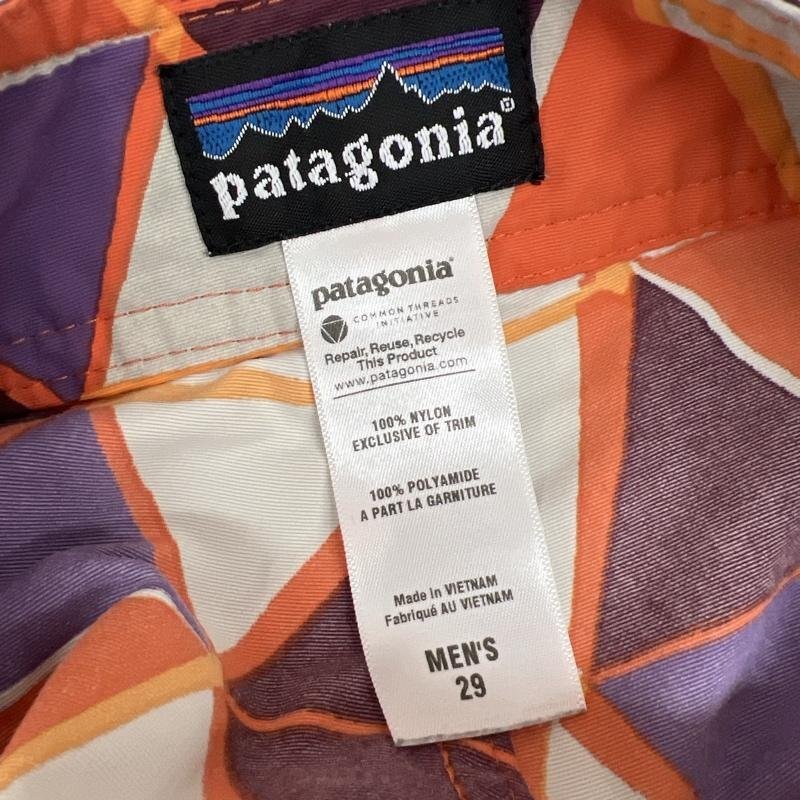 patagonia®
patagonia®
COMMON THREADS
INITIATIVE
Repair, Reuse, Recycle
This Product
www.patagonia.com
100% NYLON
EXCLUSIVE OF TRIM
100% POLYAMIDE
A PART LA GARNITURE
Made in VIETNAM
Fabriqué AU VIETNAM
MEN'S
29